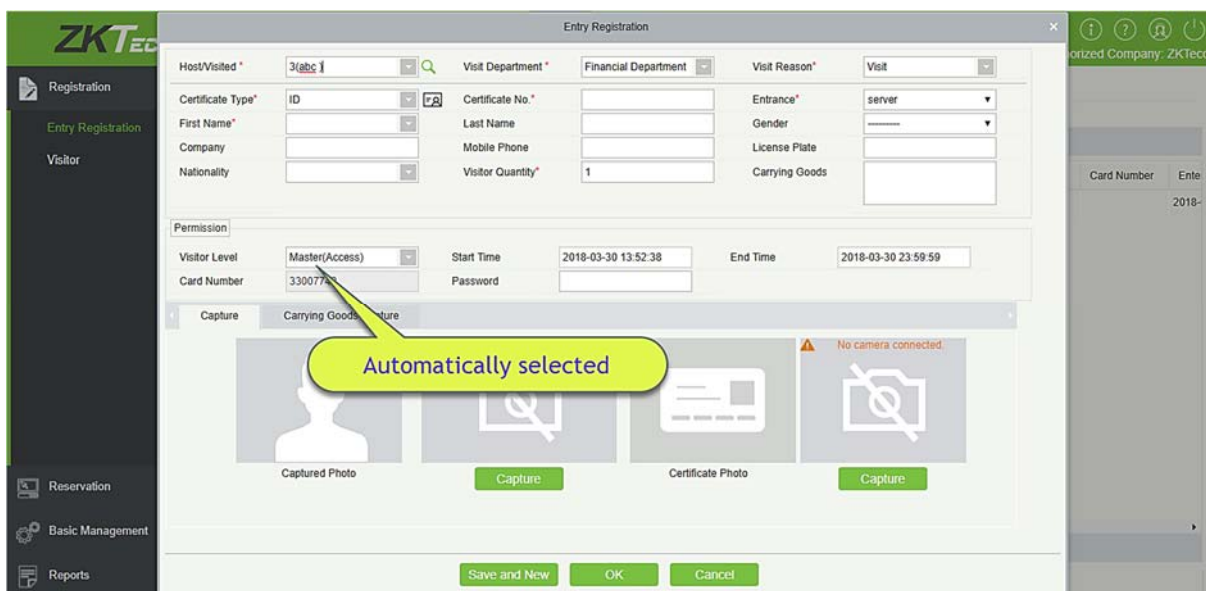 Entry Registration ×
ZKTec
orized Company: ZKTeco
Host/Visited * 3(abc ) Visit Department * Financial Department Visit Reason* Visit
Registration
Certificate Type* ID Certificate No.* Entrance* server
First Name* Last Name Gender ---------
Entry Registration
Company Mobile Phone License Plate
Visitor
Nationality Visitor Quantity* 1 Carrying Goods
Card Number Ente
2018-
Permission
Visitor Level Master(Access) Start Time 2018-03-30 13:52:38 End Time 2018-03-30 23:59:59
Card Number Password
Capture Carrying Goods
No camera connected.
Automatically selected
Captured Photo Capture Certificate Photo Capture
Reservation
Basic Management
Save and New OK Cancel
Reports